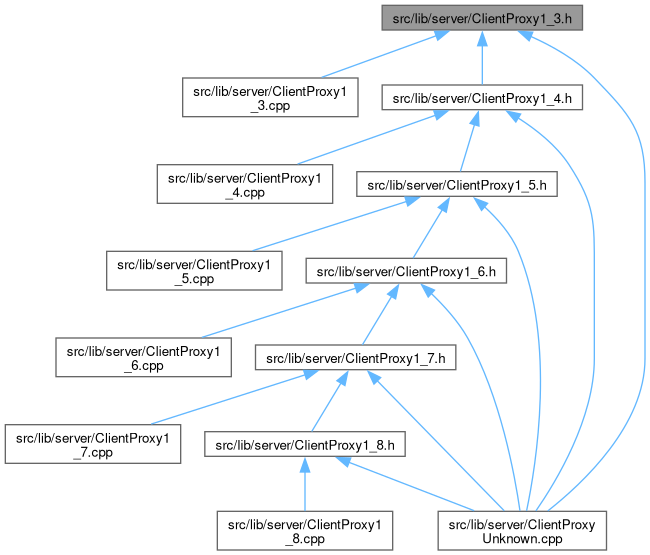 src/lib/server/ClientProxy1_3.h
src/lib/server/ClientProxy1
_3.cpp
src/lib/server/ClientProxy1_4.h
src/lib/server/ClientProxy1
_4.cpp
src/lib/server/ClientProxy1_5.h
src/lib/server/ClientProxy1
_5.cpp
src/lib/server/ClientProxy1_6.h
src/lib/server/ClientProxy1
_6.cpp
src/lib/server/ClientProxy1_7.h
src/lib/server/ClientProxy1
_7.cpp
src/lib/server/ClientProxy1_8.h
src/lib/server/ClientProxy1
_8.cpp
src/lib/server/ClientProxy
Unknown.cpp